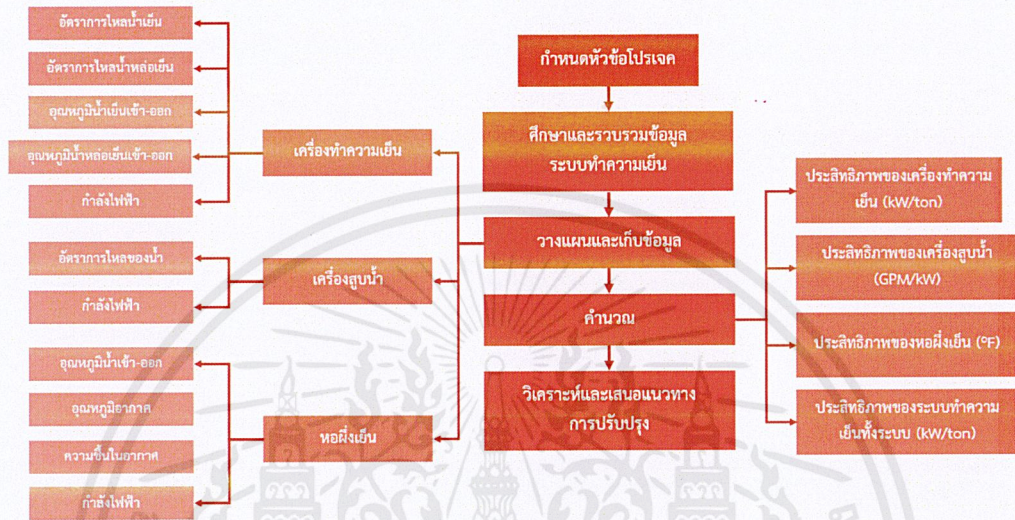 กำหนดหัวข้อโปรเจค
ศึกษาและรวบรวมข้อมูล
ระบบทำความเย็น
วางแผนและเก็บข้อมูล
คำนวณ
วิเคราะห์และเสนอแนวทาง
การปรับปรุง
เครื่องทำความเย็น
อัตราการไหลน้ำเย็น
อัตราการไหลน้ำหล่อเย็น
อุณหภูมิน้ำเย็นเข้า-ออก
อุณหภูมิน้ำหล่อเย็นเข้า-ออก
กำลังไฟฟ้า
เครื่องสูบน้ำ
อัตราการไหลของน้ำ
กำลังไฟฟ้า
หอผึ่งเย็น
อุณหภูมิน้ำเข้า-ออก
อุณหภูมิอากาศ
ความชื้นในอากาศ
กำลังไฟฟ้า
ประสิทธิภาพของเครื่องทำความ
เย็น (kW/ton)
ประสิทธิภาพของเครื่องสูบน้ำ
(GPM/kW)
ประสิทธิภาพของหอผึ่งเย็น (ºF)
ประสิทธิภาพของระบบทำความ
เย็นทั้งระบบ (kW/ton)